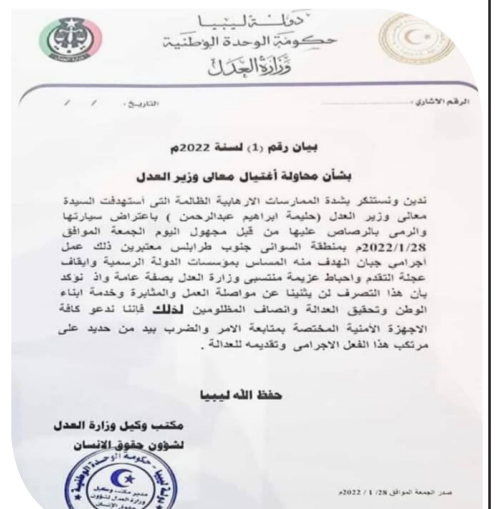 دولة ليبيا
حكومة الوحدة الوطنية
وزارة العدل
الرقم الاشاري :
التاريخ : / /
بيان رقم (1) لسنة 2022م
بشأن محاولة أغتيال معالى وزير العدل
ندين ونستنكر بشدة الممارسات الارهابية الظالمة التى أستهدفت السيدة
معالى وزير العدل (حليمة ابراهيم عبدالرحمن ) باعتراض سيارتها
والرمى بالرصاص عليها من قبل مجهول اليوم الجمعة الموافق
2022/1/28م بمنطقة السوانى جنوب طرابلس معتبرين ذلك عمل
اجرامى جبان الهدف منه المساس بمؤسسات الدولة الرسمية وايقاف
عجلة التقدم واحباط عزيمة منتسبى وزارة العدل بصفة عامة واذ نوكد
بان هذا التصرف لن يثنينا عن مواصلة العمل والمثابرة وخدمة ابناء
الوطن وتحقيق العدالة وانصاف المظلومين لذلك فإننا ندعو كافة
الاجهزة الأمنية المختصة بمتابعة الامر والضرب بيد من حديد على
مرتكب هذا الفعل الاجرامى وتقديمه للعدالة .
حفظ الله ليبيا
مكتب وكيل وزارة العدل
لشؤون حقوق الانسان
صدر الجمعة الموافق 28/ 1 / 2022م